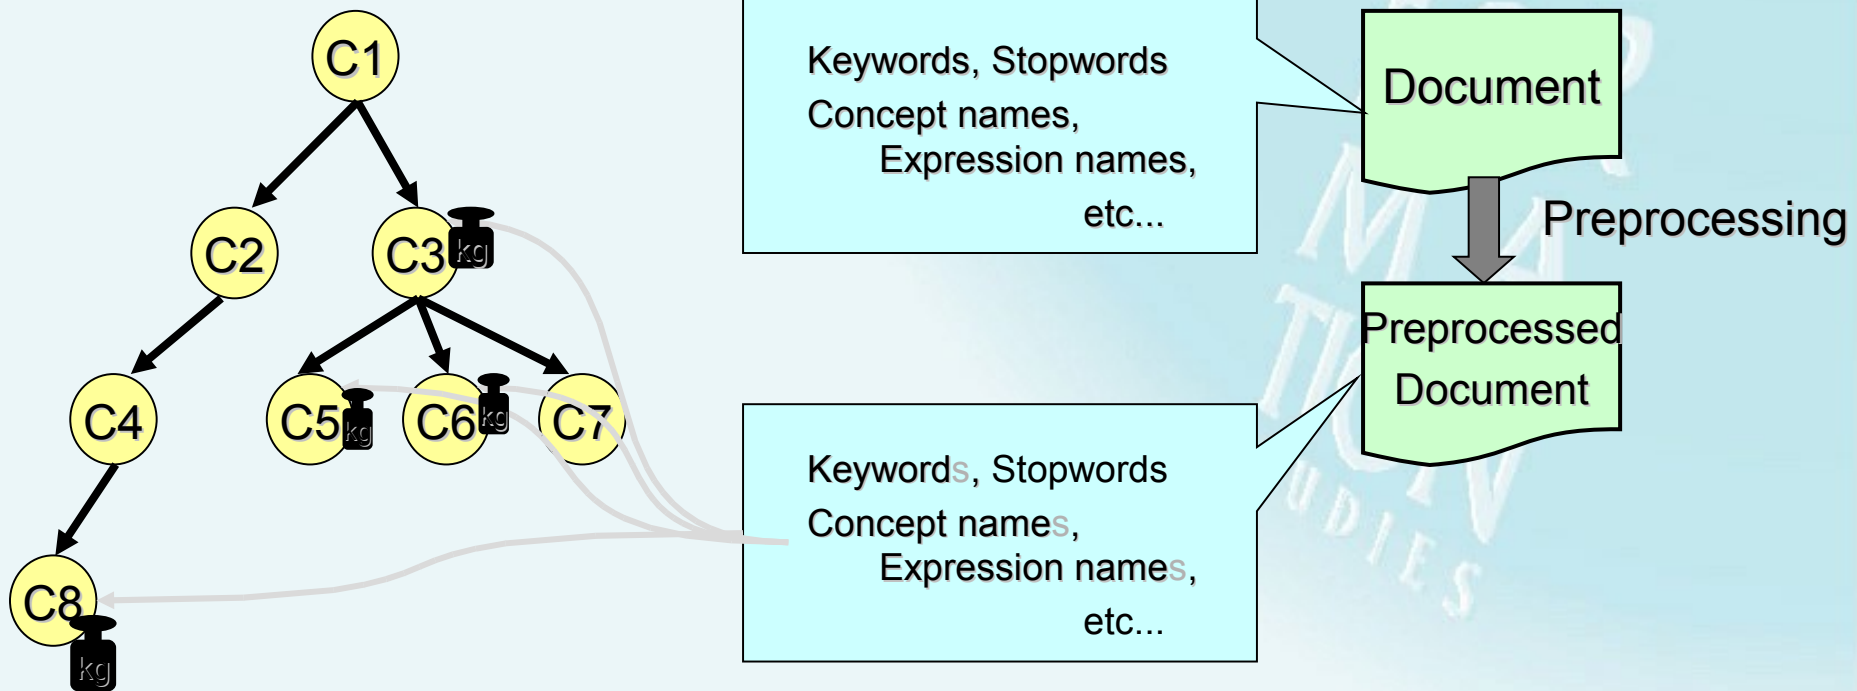 C1
C2
C3
kg
C4
C5
kg
C6
kg
C7
C8
kg
Keywords, Stopwords
Concept names,
Expression names,
etc...
Document
Preprocessing
Preprocessed
Document
Keywords, Stopwords
Concept names,
Expression names,
etc...